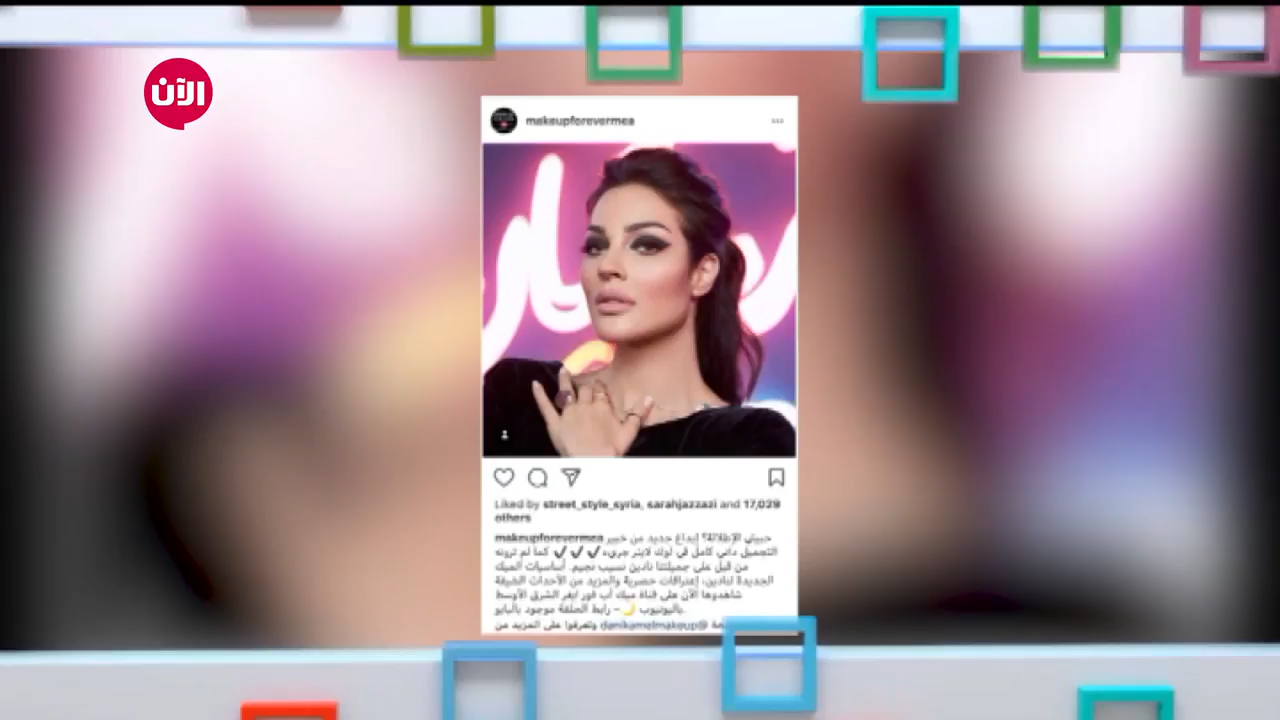 الآن
makeupforevermea
Liked by street_style_syria, sarahjazzazi and 17,029
others
makeupforevermea حبيتي الإطلالة؟ إبداع جديد من خبير
التجميل داني كامل في لوك لاينر جريء✔✔✔ كما لم ترونه
من قبل على جميلتنا نادين نسيب نجيم. أساسيات الميك
الجديدة لنادين، إعترافات حصرية والمزيد من الأحداث الشيقة
شاهدوها الآن على قناة ميك أب فور ايفر الشرق الأوسط
باليوتيوب 🌙 – رابط الحلقة موجود بالبايو.
@danikamelmakeup وتعرفوا على المزيد من